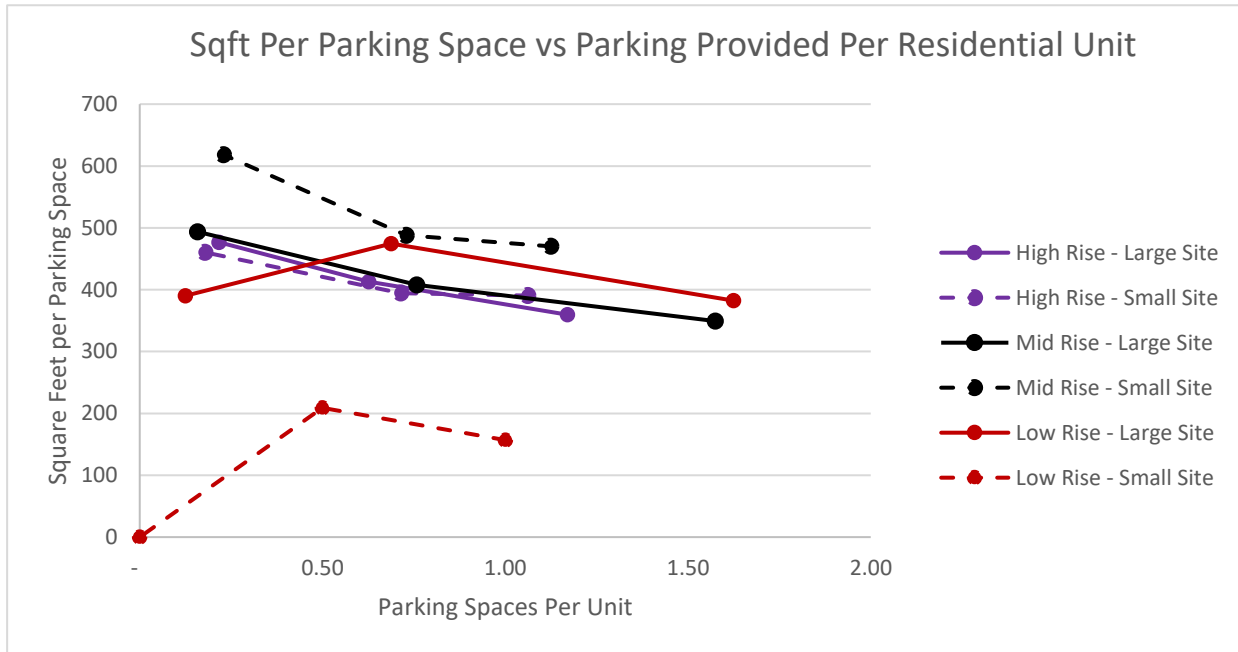 Sqft Per Parking Space vs Parking Provided Per Residential Unit
Square Feet per Parking Space
700
600
500
400
300
200
100
0
-
0.50
1.00
1.50
2.00
Parking Spaces Per Unit
High Rise - Large Site
High Rise - Small Site
Mid Rise - Large Site
Mid Rise - Small Site
Low Rise - Large Site
Low Rise - Small Site